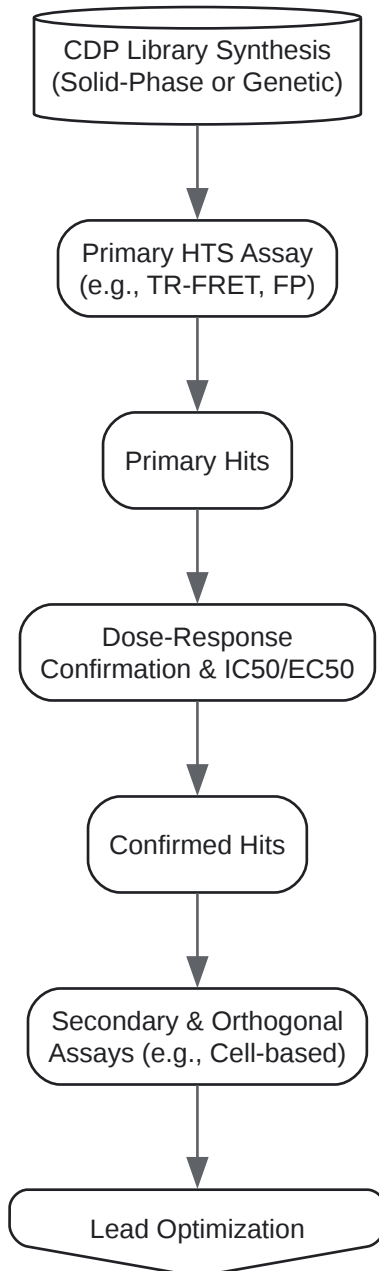 CDP Library Synthesis
(Solid-Phase or Genetic)
Primary HTS Assay
(e.g., TR-FRET, FP)
Primary Hits
Dose-Response
Confirmation & IC50/EC50
Confirmed Hits
Secondary & Orthogonal
Assays (e.g., Cell-based)
Lead Optimization